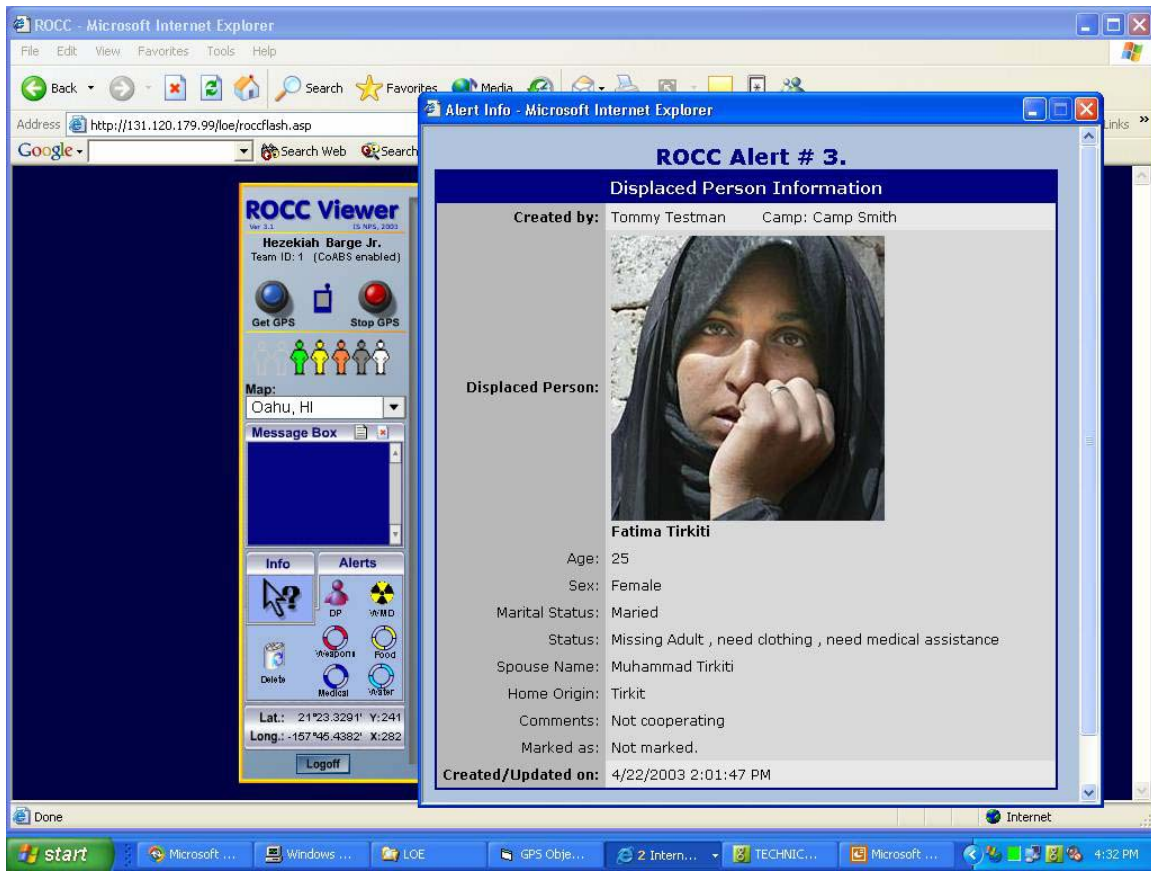 ROCC - Microsoft Internet Explorer
File Edit View Favorites Tools Help
Back Search Favorites Media
Address http://131.120.179.99/loe/roccflash.asp Links »
Google Search Web Search
Alert Info - Microsoft Internet Explorer
ROCC Alert # 3.
Displaced Person Information
Created by: Tommy Testman Camp: Camp Smith
Displaced Person:
Fatima Tirkiti
Age: 25
Sex: Female
Marital Status: Maried
Status: Missing Adult , need clothing , need medical assistance
Spouse Name: Muhammad Tirkiti
Home Origin: Tirkit
Comments: Not cooperating
Marked as: Not marked.
Created/Updated on: 4/22/2003 2:01:47 PM
ROCC Viewer
Ver 3.1 IS NPS, 2003
Hezekiah Barge Jr.
Team ID: 1 (CoABS enabled)
Get GPS Stop GPS
Map:
Oahu, HI
Message Box
Info Alerts
DP WMD
Weapons Food
Delete
Medical Water
Lat.: 21°23.3291' Y:241
Long.: -157°45.4382' X:282
Logoff
Done Internet
start Microsoft ... Windows ... LOE GPS Obje... 2 Intern... TECHNIC... Microsoft ... 4:32 PM